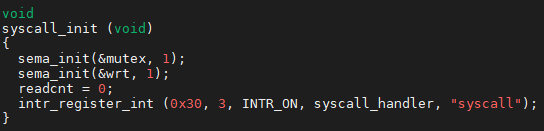 void
syscall_init (void)
{
  sema_init(&mutex, 1);
  sema_init(&wrt, 1);
  readcnt = 0;
  intr_register_int (0x30, 3, INTR_ON, syscall_handler, "syscall");
}